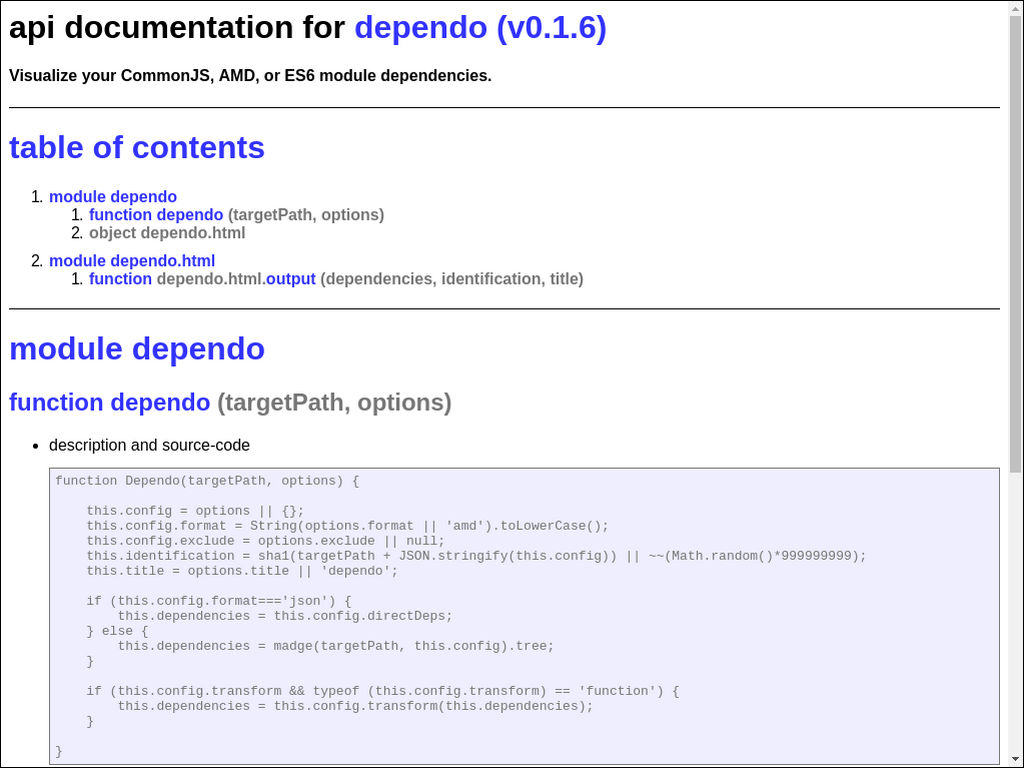 api documentation for dependo (v0.1.6)
Visualize your CommonJS, AMD, or ES6 module dependencies.
table of contents
1. module dependo
1. function dependo (targetPath, options)
2. object dependo.html
2. module dependo.html
1. function dependo.html.output (dependencies, identification, title)
module dependo
function dependo (targetPath, options)
• description and source-code
function Dependo(targetPath, options) {
    this.config = options || {};
    this.config.format = String(options.format || 'amd').toLowerCase();
    this.config.exclude = options.exclude || null;
    this.identification = sha1(targetPath + JSON.stringify(this.config)) || ~~(Math.random()*999999999);
    this.title = options.title || 'dependo';
    if (this.config.format==='json') {
        this.dependencies = this.config.directDeps;
    } else {
        this.dependencies = madge(targetPath, this.config).tree;
    }
    if (this.config.transform && typeof (this.config.transform) == 'function') {
        this.dependencies = this.config.transform(this.dependencies);
    }
}